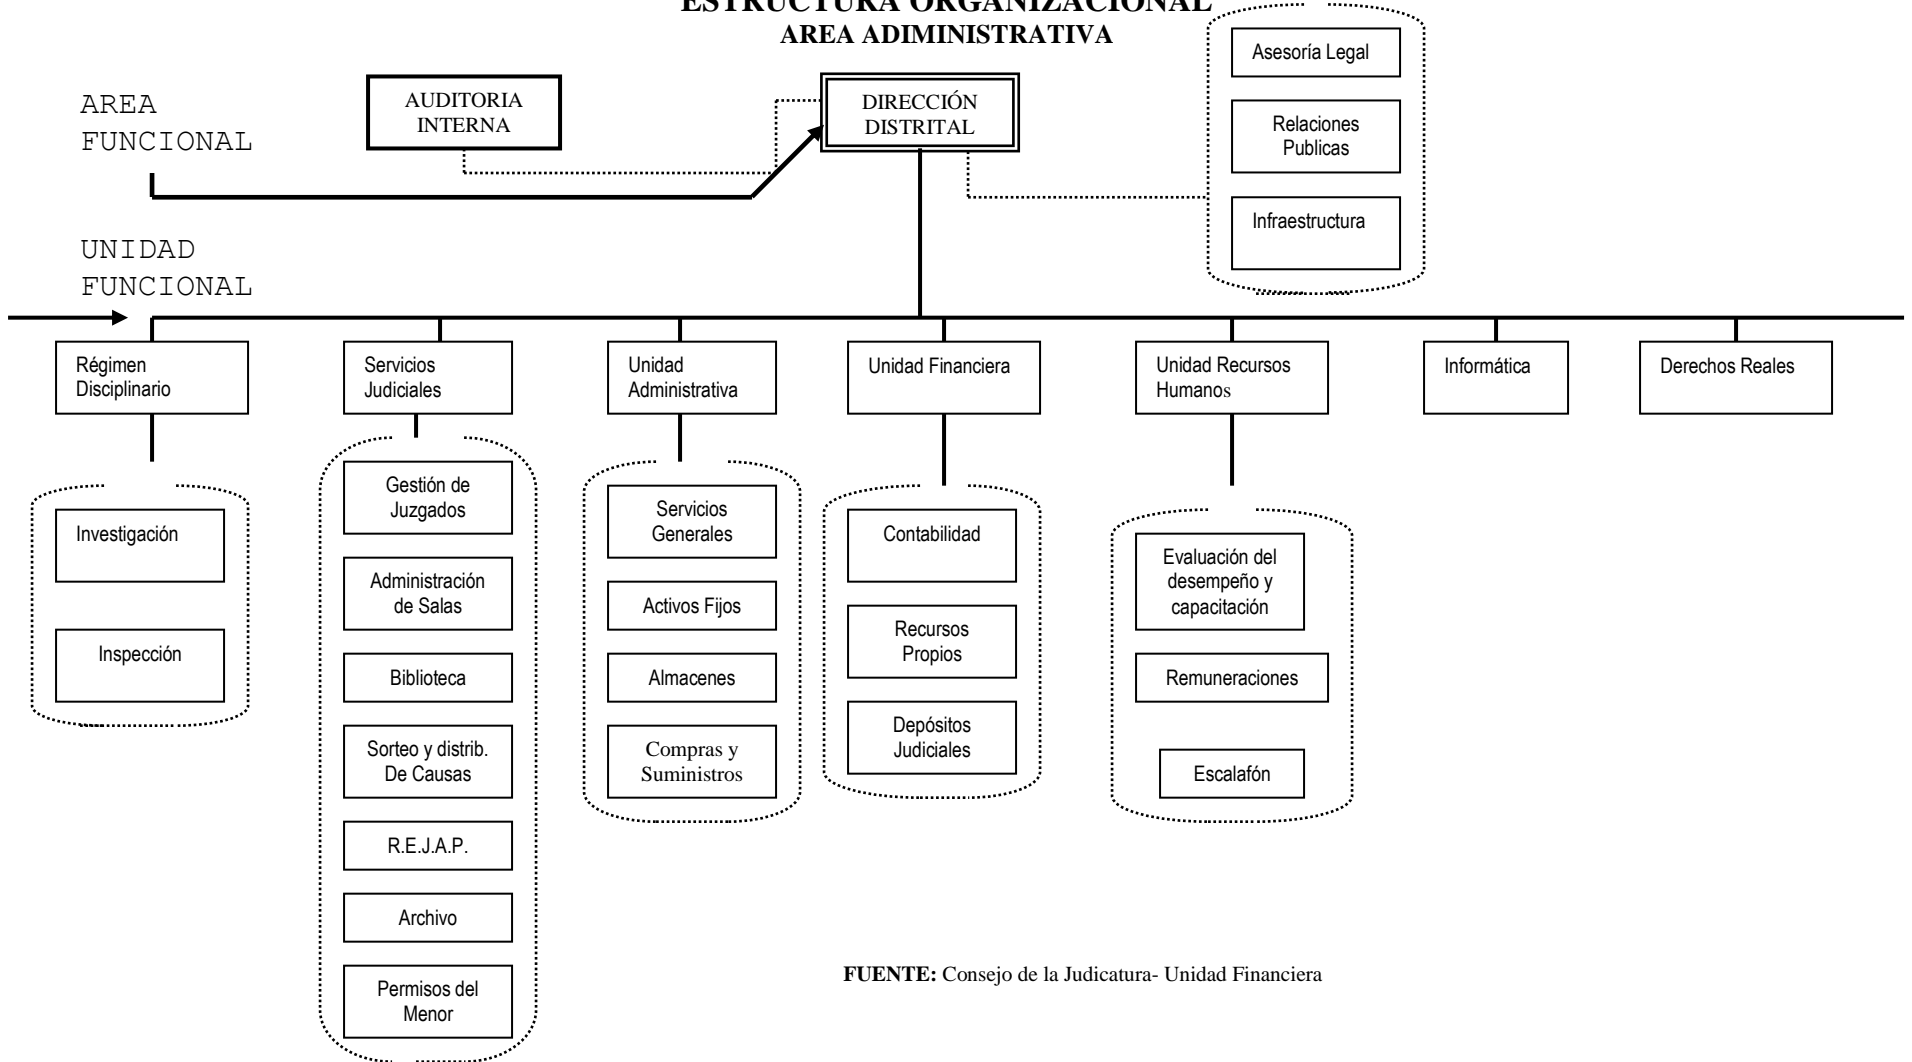 ESTRUCTURA ORGANIZACIONAL
AREA ADIMINISTRATIVA
AREA
FUNCIONAL
AUDITORIA
INTERNA
DIRECCIÓN
DISTRITAL
Asesoría Legal
Relaciones
Publicas
Infraestructura
UNIDAD
FUNCIONAL
Régimen
Disciplinario
Servicios
Judiciales
Unidad
Administrativa
Unidad Financiera
Unidad Recursos
Humanos
Informática
Derechos Reales
Investigación
Inspección
Gestión de
Juzgados
Administración
de Salas
Biblioteca
Sorteo y distrib.
De Causas
R.E.J.A.P.
Archivo
Permisos del
Menor
Servicios
Generales
Activos Fijos
Almacenes
Compras y
Suministros
Contabilidad
Recursos
Propios
Depósitos
Judiciales
Evaluación del
desempeño y
capacitación
Remuneraciones
Escalafón
FUENTE: Consejo de la Judicatura- Unidad Financiera